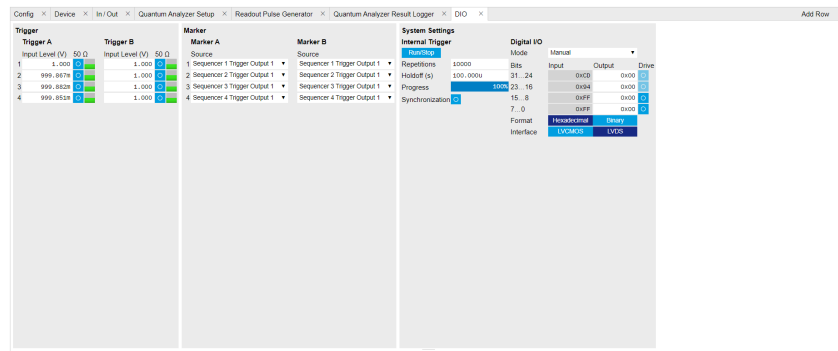 Config × Device × In / Out × Quantum Analyzer Setup × Readout Pulse Generator × Quantum Analyzer Result Logger × DIO × Add Row
Trigger
Trigger A Trigger B
Input Level (V) 50 Ω Input Level (V) 50 Ω
1 1.000 1.000
2 999.867m 1.000
3 999.882m 1.000
4 999.851m 1.000
Marker
Marker A Marker B
Source Source
1 Sequencer 1 Trigger Output 1 ▼ Sequencer 1 Trigger Output 1 ▼
2 Sequencer 2 Trigger Output 1 ▼ Sequencer 2 Trigger Output 1 ▼
3 Sequencer 3 Trigger Output 1 ▼ Sequencer 3 Trigger Output 1 ▼
4 Sequencer 4 Trigger Output 1 ▼ Sequencer 4 Trigger Output 1 ▼
System Settings
Internal Trigger
Run/Stop
Repetitions 10000
Holdoff (s) 100.000u
Progress 100%
Synchronization
Digital I/O
Mode Manual ▼
Bits Input Output Drive
31...24 0xCD 0x00
23...16 0x94 0x00
15...8 0xFF 0x00
7...0 0xFF 0x00
Format Hexadecimal Binary
Interface LVCMOS LVDS